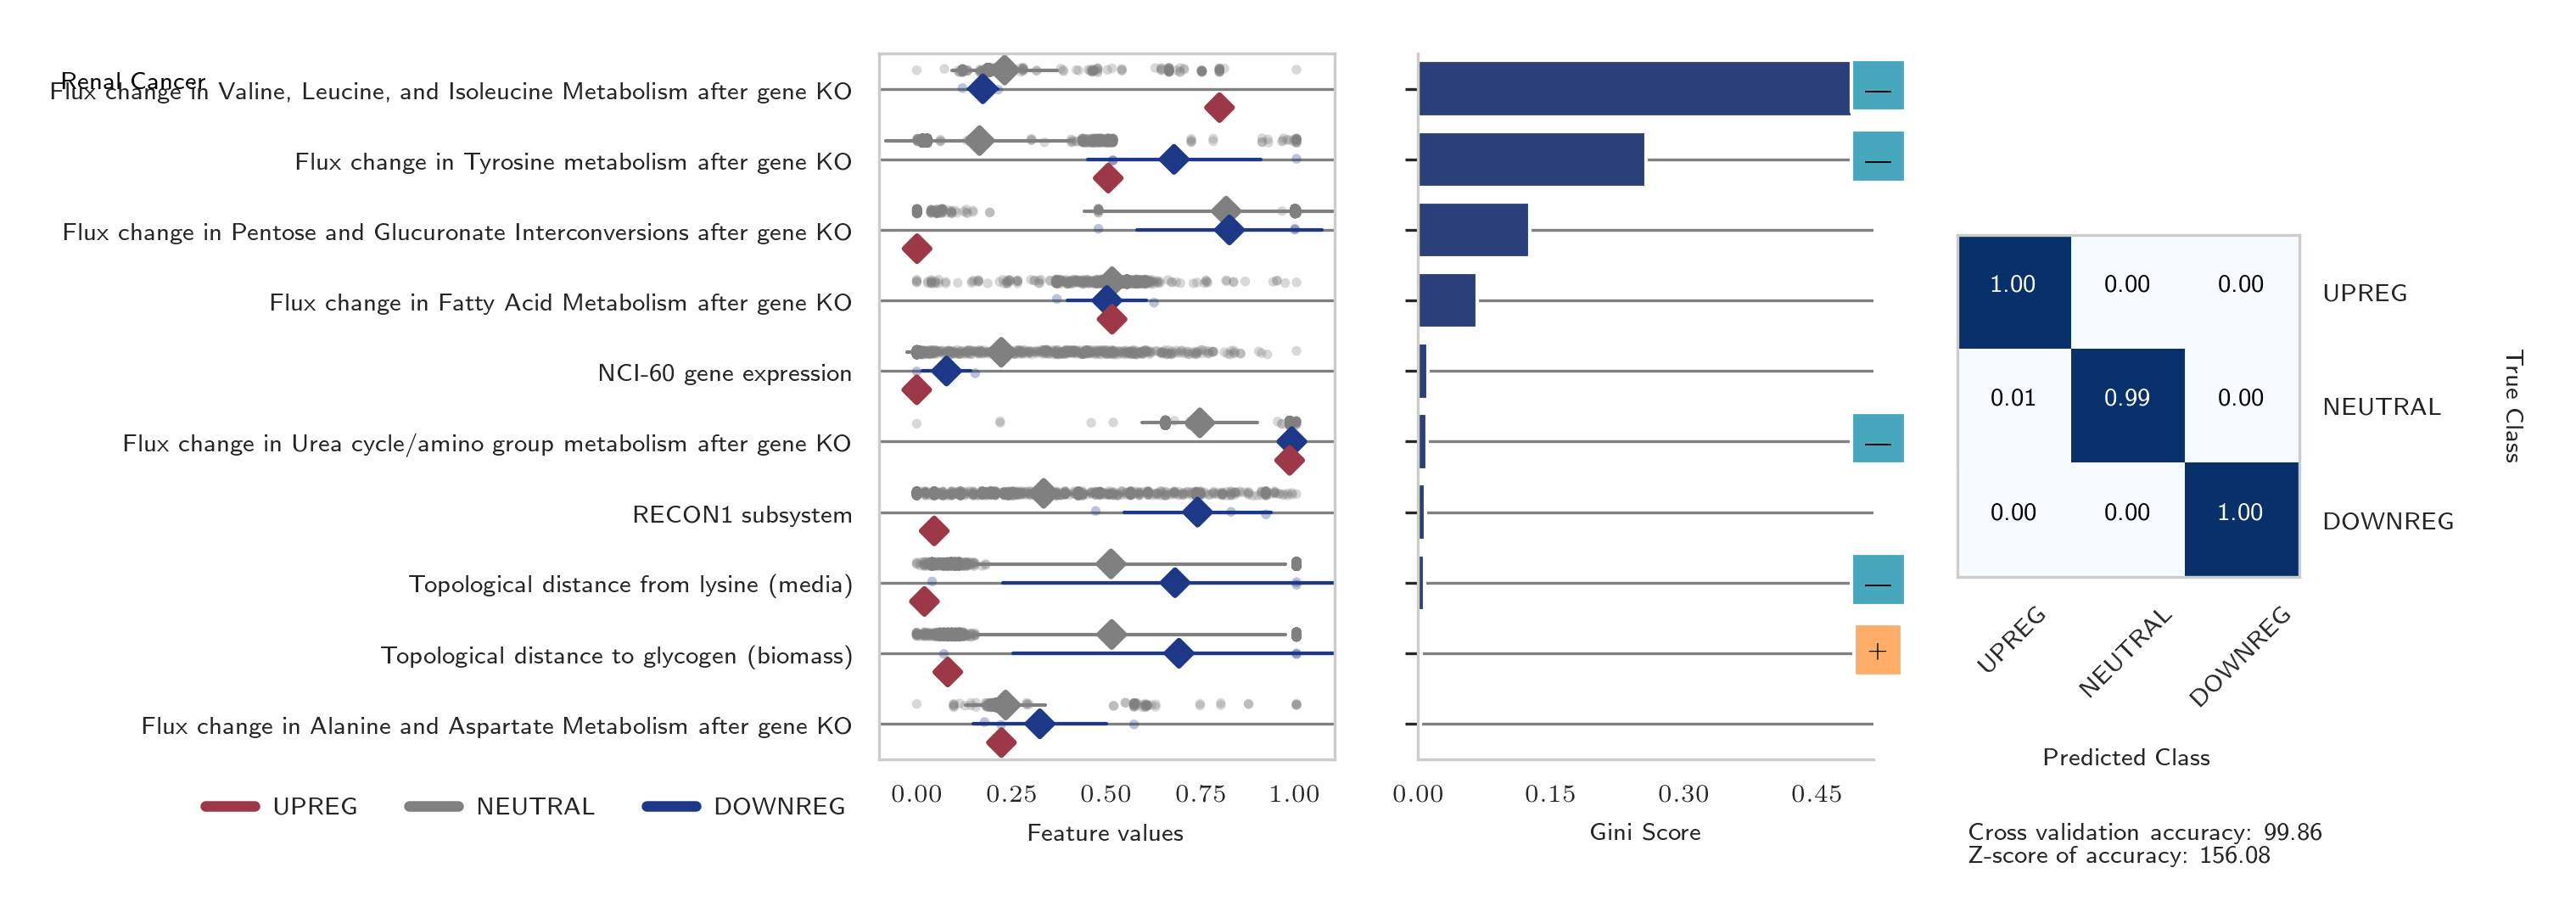 Renal Cancer
Flux change in Valine, Leucine, and Isoleucine Metabolism after gene KO
Flux change in Tyrosine metabolism after gene KO
Flux change in Pentose and Glucuronate Interconversions after gene KO
Flux change in Fatty Acid Metabolism after gene KO
NCI-60 gene expression
Flux change in Urea cycle/amino group metabolism after gene KO
RECON1 subsystem
Topological distance from lysine (media)
Topological distance to glycogen (biomass)
Flux change in Alanine and Aspartate Metabolism after gene KO
UPREG NEUTRAL DOWNREG
0.00 0.25 0.50 0.75 1.00
Feature values
—
—
—
—
+
0.00 0.15 0.30 0.45
Gini Score
1.00 0.00 0.00 UPREG
0.01 0.99 0.00 NEUTRAL
0.00 0.00 1.00 DOWNREG
True Class
UPREG NEUTRAL DOWNREG
Predicted Class
Cross validation accuracy: 99.86
Z-score of accuracy: 156.08